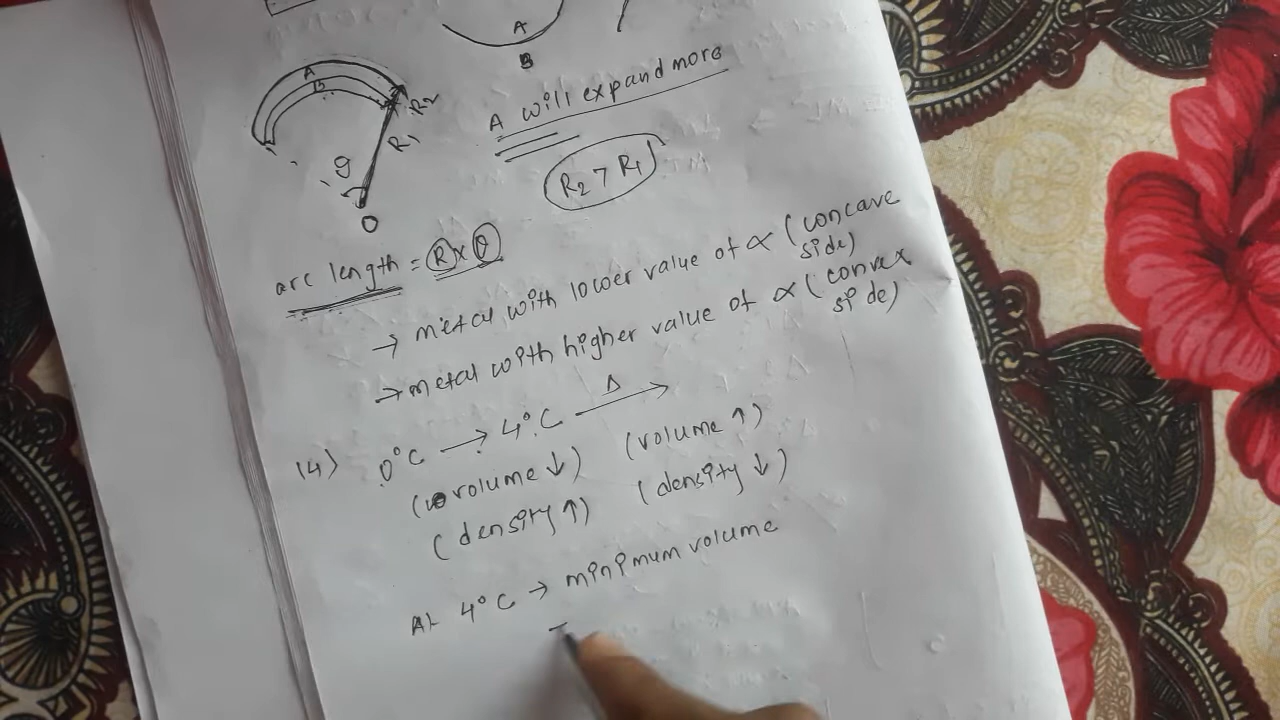 A
B
A
B
R2
R1
θ
O
A will expand more
R2 > R1
arc length = R × θ
→ metal with lower value of α (concave
side)
→ metal with higher value of α (convex
side)
(4) 0°C → 4°C Δ→
(volume ↓) (volume ↑)
(density ↑) (density ↓)
At 4°C → minimum volume